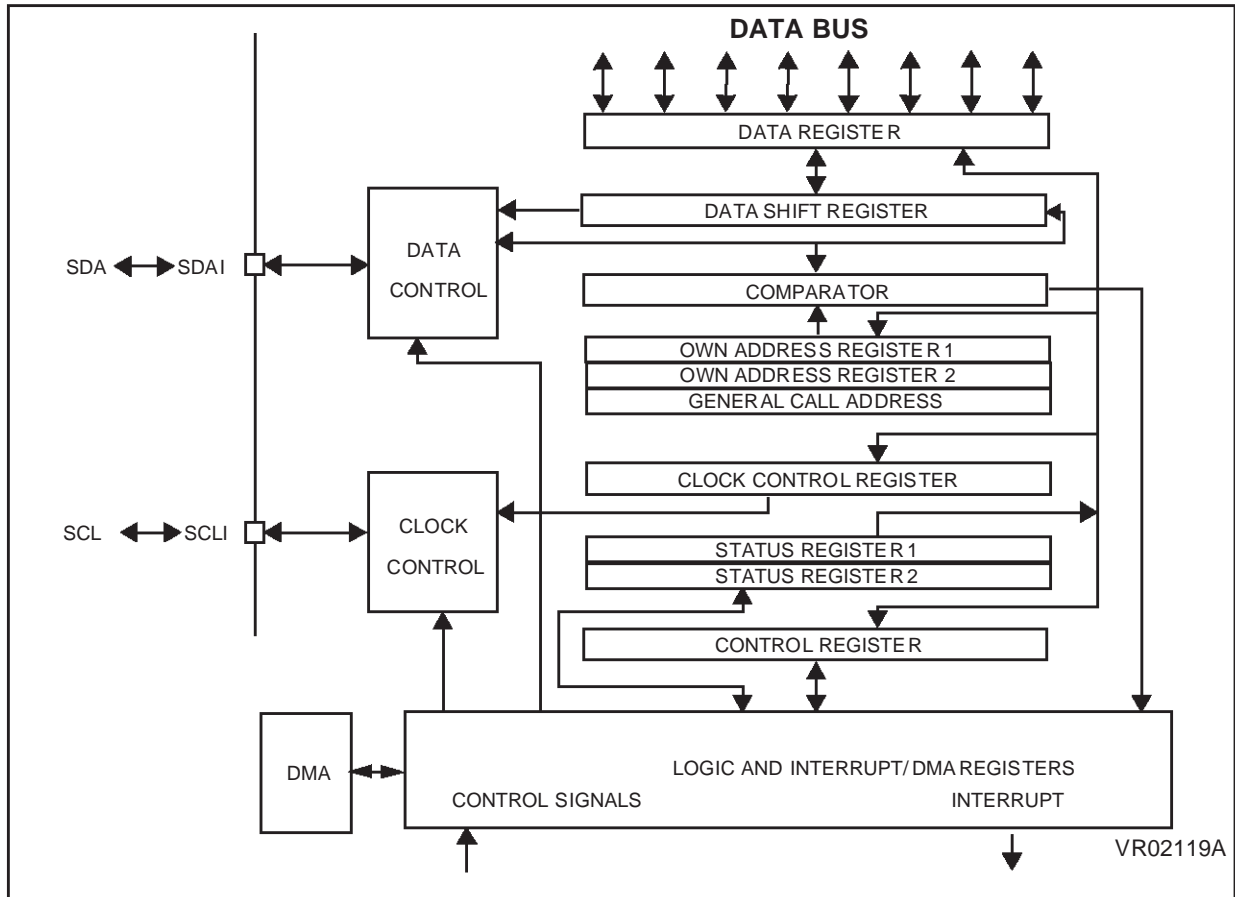 DATA BUS
DATA REGISTER
DATA SHIFT REGISTER
DATA
CONTROL
SDA SDAI
COMPARATOR
OWN ADDRESS REGISTER 1
OWN ADDRESS REGISTER 2
GENERAL CALL ADDRESS
CLOCK CONTROL REGISTER
SCL SCLI
CLOCK
CONTROL
STATUS REGISTER 1
STATUS REGISTER 2
CONTROL REGISTER
DMA
LOGIC AND INTERRUPT/DMA REGISTERS
CONTROL SIGNALS INTERRUPT
VR02119A